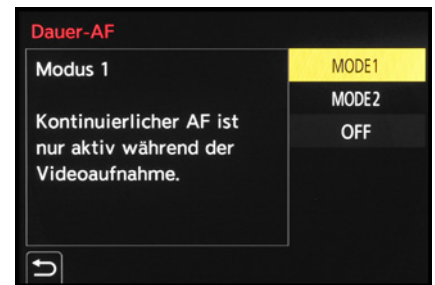 Dauer-AF
Modus 1
Kontinuierlicher AF ist
nur aktiv während der
Videoaufnahme.
MODE1
MODE2
OFF